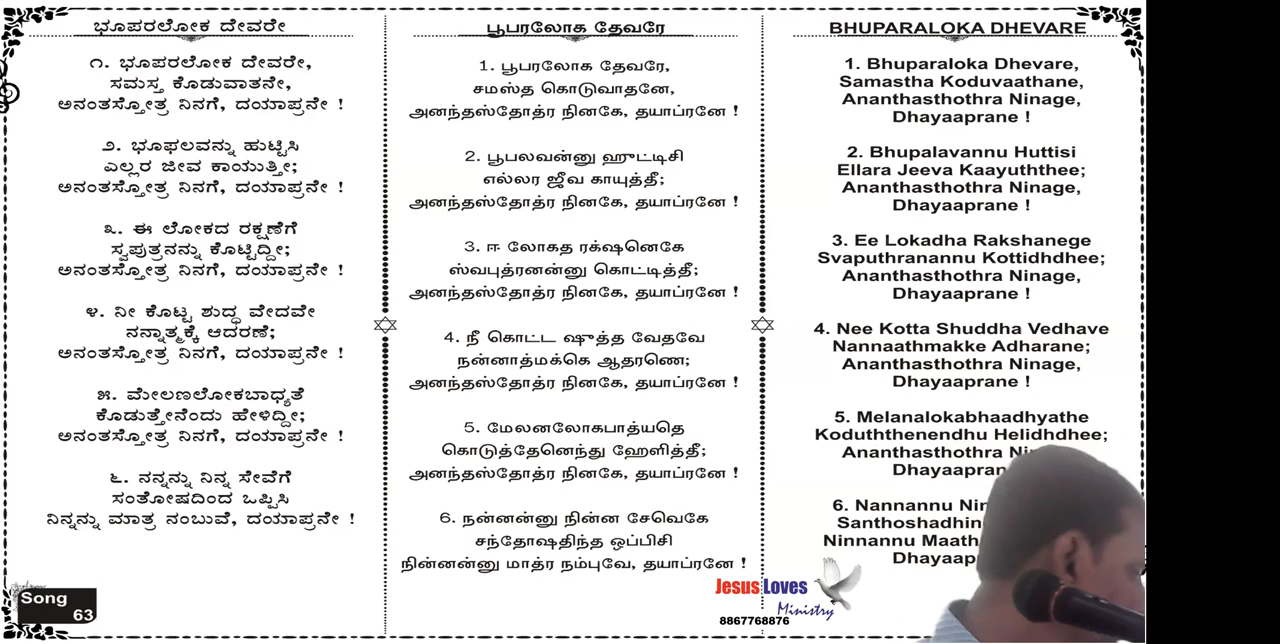 ಭೂಪರಲೋಕ ದೇವರೇ
೧. ಭೂಪರಲೋಕ ದೇವರೇ,
ಸಮಸ್ತ ಕೊಡುವಾತನೇ,
ಅನಂತಸ್ತೋತ್ರ ನಿನಗೆ, ದಯಾಪ್ರನೇ !
೨. ಭೂಫಲವನ್ನು ಹುಟ್ಟಿಸಿ
ಎಲ್ಲರ ಜೀವ ಕಾಯುತ್ತೀ;
ಅನಂತಸ್ತೋತ್ರ ನಿನಗೆ, ದಯಾಪ್ರನೇ !
೩. ಈ ಲೋಕದ ರಕ್ಷಣೆಗೆ
ಸ್ವಪುತ್ರನನ್ನು ಕೊಟ್ಟಿದ್ದೀ;
ಅನಂತಸ್ತೋತ್ರ ನಿನಗೆ, ದಯಾಪ್ರನೇ !
೪. ನೀ ಕೊಟ್ಟ ಶುದ್ಧ ವೇದವೇ
ನನ್ನಾತ್ಮಕ್ಕೆ ಆದರಣೆ;
ಅನಂತಸ್ತೋತ್ರ ನಿನಗೆ, ದಯಾಪ್ರನೇ !
೫. ಮೇಲಣಲೋಕಬಾಧ್ಯತೆ
ಕೊಡುತ್ತೇನೆಂದು ಹೇಳಿದ್ದೀ;
ಅನಂತಸ್ತೋತ್ರ ನಿನಗೆ, ದಯಾಪ್ರನೇ !
೬. ನನ್ನನ್ನು ನಿನ್ನ ಸೇವೆಗೆ
ಸಂತೋಷದಿಂದ ಒಪ್ಪಿಸಿ
ನಿನ್ನನ್ನು ಮಾತ್ರ ನಂಬುವೆ, ದಯಾಪ್ರನೇ !
Song
63
பூபரலோக தேவரே
1. பூபரலோக தேவரே,
சமஸ்த கொடுவாதனே,
அனந்தஸ்தோத்ர நினகே, தயாப்ரனே !
2. பூபலவன்னு ஹுட்டிசி
எல்லர ஜீவ காயுத்தீ;
அனந்தஸ்தோத்ர நினகே, தயாப்ரனே !
3. ஈ லோகத ரக்ஷனெகே
ஸ்வபுத்ரனன்னு கொட்டித்தீ;
அனந்தஸ்தோத்ர நினகே, தயாப்ரனே !
4. நீ கொட்ட ஷுத்த வேதவே
நன்னாத்மக்கெ ஆதரணெ;
அனந்தஸ்தோத்ர நினகே, தயாப்ரனே !
5. மேலனலோகபாத்யதெ
கொடுத்தேனெந்து ஹேளித்தீ;
அனந்தஸ்தோத்ர நினகே, தயாப்ரனே !
6. நன்னன்னு நின்ன சேவெகே
சந்தோஷதிந்த ஒப்பிசி
நின்னன்னு மாத்ர நம்புவே, தயாப்ரனே !
BHUPARALOKA DHEVARE
1. Bhuparaloka Dhevare,
Samastha Koduvaathane,
Ananthasthothra Ninage,
Dhayaaprane !
2. Bhupalavannu Huttisi
Ellara Jeeva Kaayuththee;
Ananthasthothra Ninage,
Dhayaaprane !
3. Ee Lokadha Rakshanege
Svaputhranannu Kottidhdhee;
Ananthasthothra Ninage,
Dhayaaprane !
4. Nee Kotta Shuddha Vedhave
Nannaathmakke Adharane;
Ananthasthothra Ninage,
Dhayaaprane !
5. Melanalokabhaadhyathe
Koduththenendhu Helidhdhee;
Ananthasthothra
6. Nannannu
Ninnannu
Jesus Loves
Ministry
8867768876